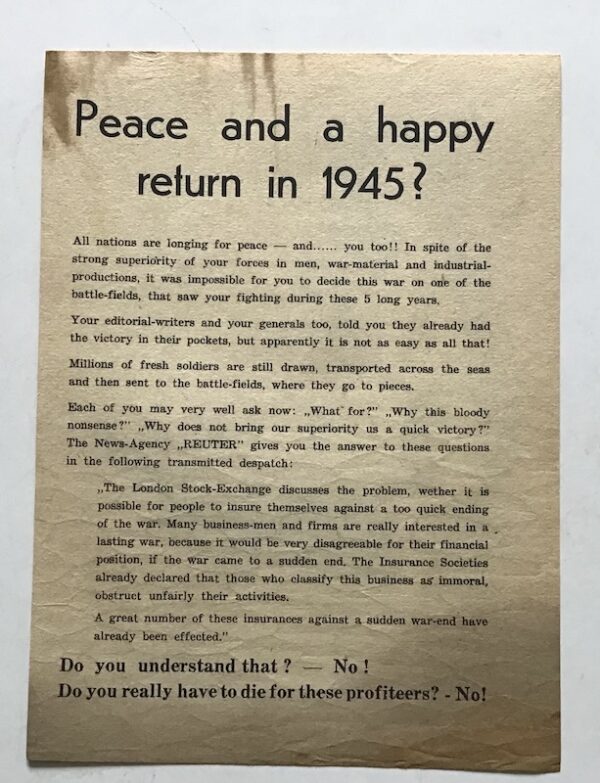 Peace and a happy
return in 1945?
All nations are longing for peace — and...... you too!! In spite of the
strong superiority of your forces in men, war-material and industrial-
productions, it was impossible for you to decide this war on one of the
battle-fields, that saw your fighting during these 5 long years.
Your editorial-writers and your generals too, told you they already had
the victory in their pockets, but apparently it is not as easy as all that!
Millions of fresh soldiers are still drawn, transported across the seas
and then sent to the battle-fields, where they go to pieces.
Each of you may very well ask now: „What for?" „Why this bloody
nonsense?" „Why does not bring our superiority us a quick victory?"
The News-Agency „REUTER" gives you the answer to these questions
in the following transmitted despatch:
„The London Stock-Exchange discusses the problem, wether it is
possible for people to insure themselves against a too quick ending
of the war. Many business-men and firms are really interested in a
lasting war, because it would be very disagreeable for their financial
position, if the war came to a sudden end. The Insurance Societies
already declared that those who classify this business as immoral,
obstruct unfairly their activities.
A great number of these insurances against a sudden war-end have
already been effected."
Do you understand that? — No!
Do you really have to die for these profiteers? - No!